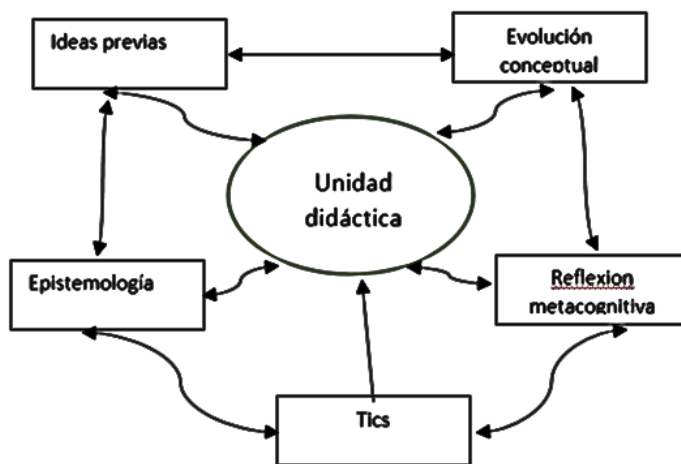 Ideas previas
Evolución
conceptual
Unidad
didáctica
Epistemología
Reflexion
metacognitiva
Tics